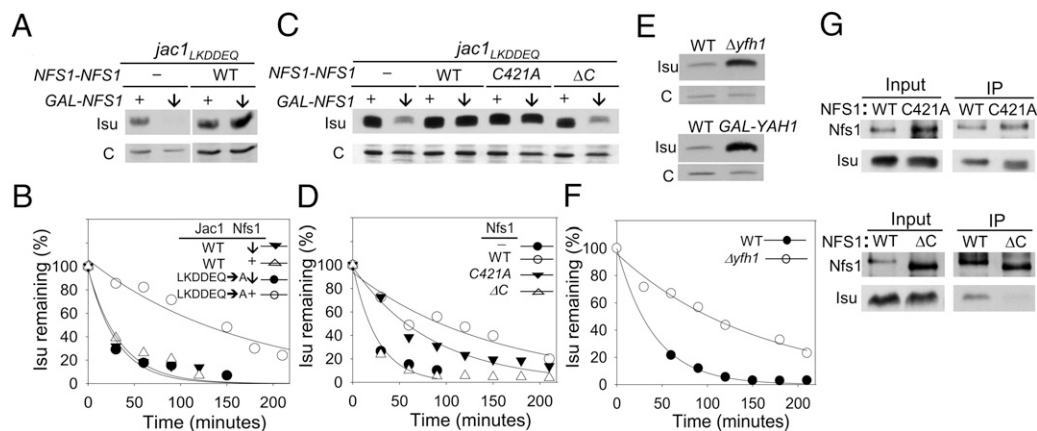 A
jac1LKDDEQ
NFS1-NFS1 – WT
GAL-NFS1 + ↓ + ↓
Isu
C
C
jac1LKDDEQ
NFS1-NFS1 – WT C421A ΔC
GAL-NFS1 + ↓ + ↓ + ↓ + ↓
Isu
C
E
WT Δyfh1
Isu
C
WT GAL-YAH1
Isu
C
G
Input IP
NFS1: WT C421A WT C421A
Nfs1
Isu
Input IP
NFS1: WT ΔC WT ΔC
Nfs1
Isu
B
Jac1 Nfs1
WT ↓
WT +
LKDDEQ→A ↓
LKDDEQ→A +
Isu remaining (%)
100
80
60
40
20
0
0 50 100 150 200
Time (minutes)
D
Nfs1
–
WT
C421A
ΔC
Isu remaining (%)
100
80
60
40
20
0
0 50 100 150 200
Time (minutes)
F
WT
Δyfh1
Isu remaining (%)
100
80
60
40
20
0
0 50 100 150 200
Time (minutes)